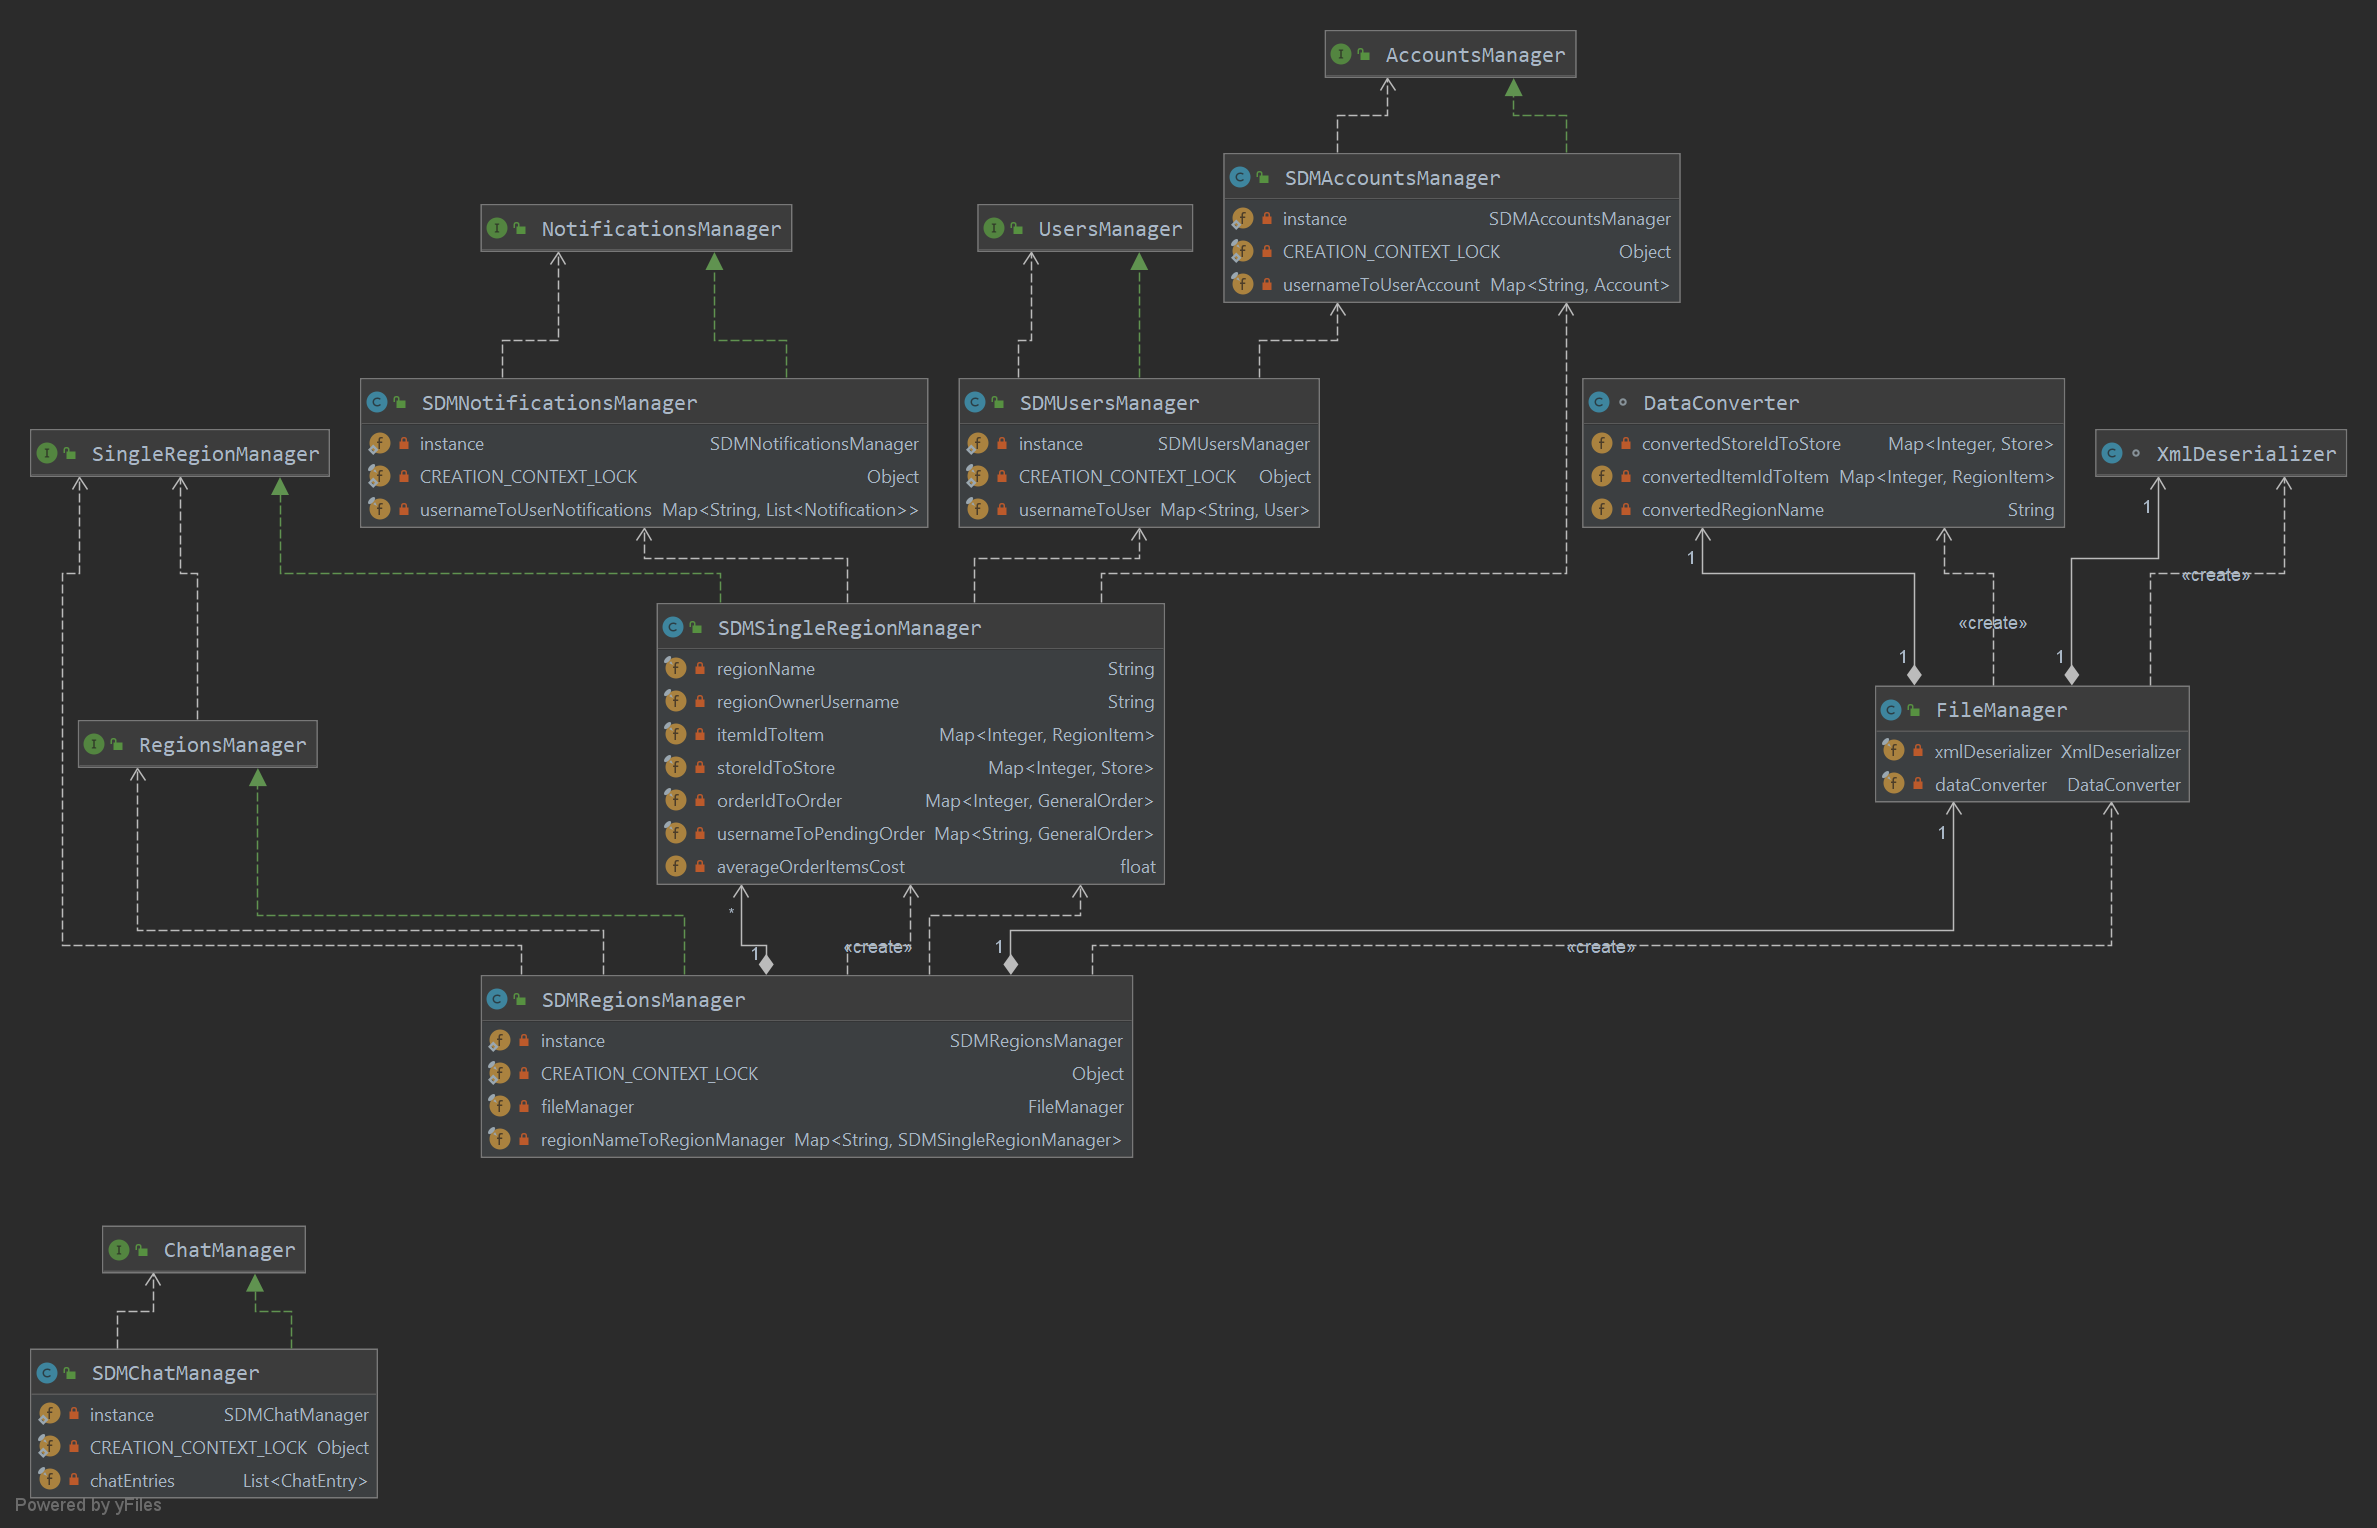 AccountsManager
SDMAccountsManager
instance SDMAccountsManager
CREATION_CONTEXT_LOCK Object
usernameToUserAccount Map<String, Account>
NotificationsManager
UsersManager
SDMNotificationsManager
instance SDMNotificationsManager
CREATION_CONTEXT_LOCK Object
usernameToUserNotifications Map<String, List<Notification>>
SDMUsersManager
instance SDMUsersManager
CREATION_CONTEXT_LOCK Object
usernameToUser Map<String, User>
DataConverter
convertedStoreIdToStore Map<Integer, Store>
convertedItemIdToItem Map<Integer, RegionItem>
convertedRegionName String
SingleRegionManager
XmlDeserializer
1
1
«create»
«create»
1
1
SDMSingleRegionManager
regionName String
regionOwnerUsername String
itemIdToItem Map<Integer, RegionItem>
storeIdToStore Map<Integer, Store>
orderIdToOrder Map<Integer, GeneralOrder>
usernameToPendingOrder Map<String, GeneralOrder>
averageOrderItemsCost float
RegionsManager
FileManager
xmlDeserializer XmlDeserializer
dataConverter DataConverter
1
*
1
«create»
1
«create»
SDMRegionsManager
instance SDMRegionsManager
CREATION_CONTEXT_LOCK Object
fileManager FileManager
regionNameToRegionManager Map<String, SDMSingleRegionManager>
ChatManager
SDMChatManager
instance SDMChatManager
CREATION_CONTEXT_LOCK Object
chatEntries List<ChatEntry>
Powered by yFiles